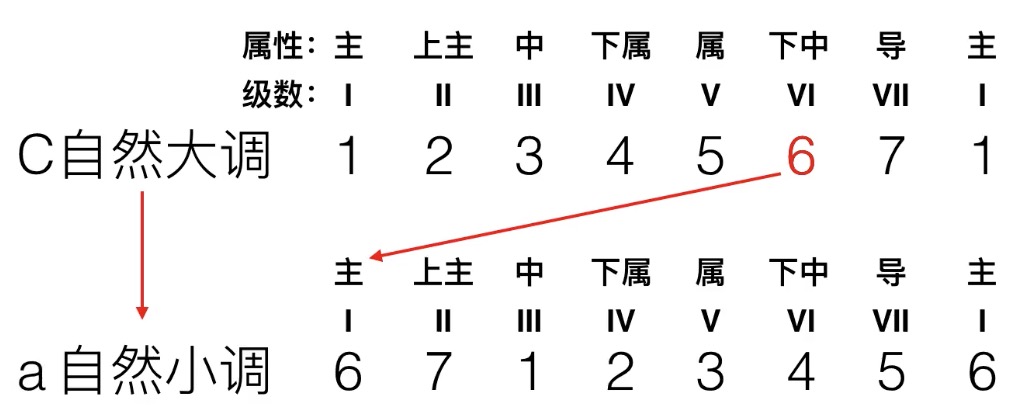 属性：主 上主 中 下属 属 下中 导 主
级数：I II III IV V VI VII I
C自然大调 1 2 3 4 5 6 7 1
主 上主 中 下属 属 下中 导 主
I II III IV V VI VII I
a自然小调 6 7 1 2 3 4 5 6